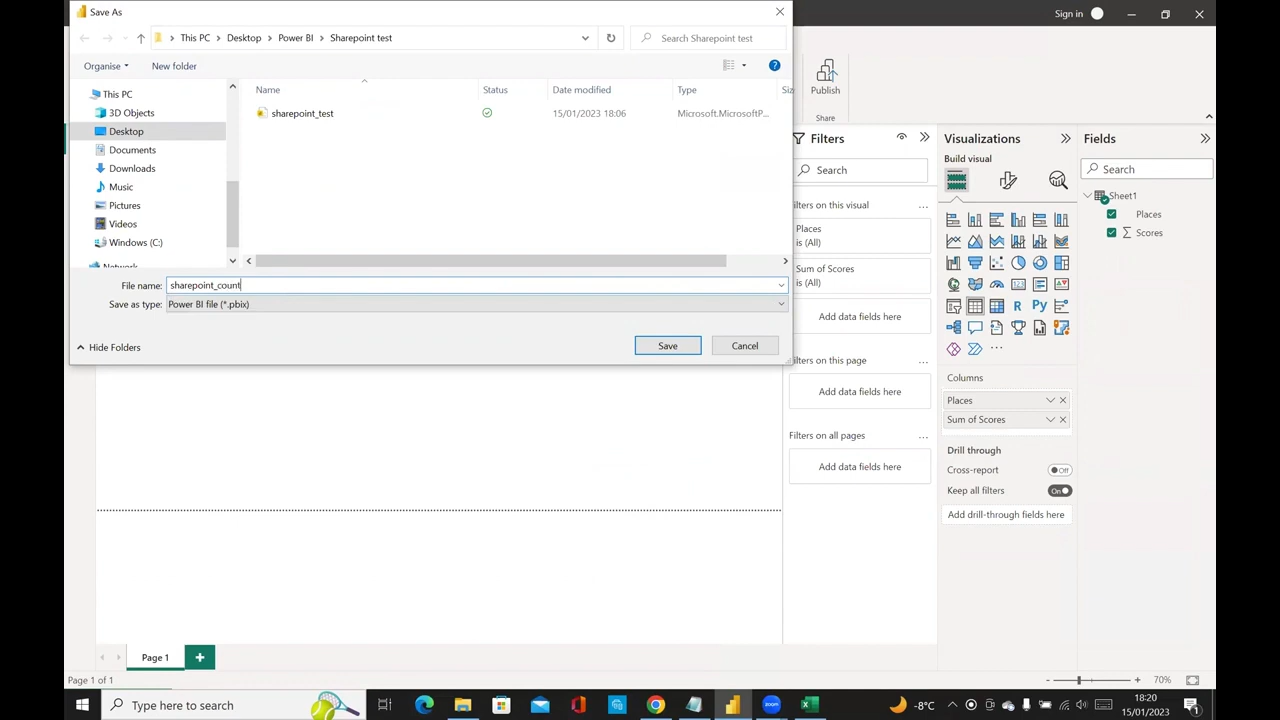 Save As
Sign in
This PC
Desktop
Power BI
Sharepoint test
Search Sharepoint test
Organise
New folder
Name
Status
Date modified
Type
sharepoint_test
15/01/2023 18:06
Microsoft.MicrosoftP...
This PC
3D Objects
Desktop
Documents
Downloads
Music
Pictures
Videos
Windows (C:)
File name:
sharepoint_count
Save as type:
Power BI file (*.pbix)
Hide Folders
Save
Cancel
Publish
Share
Filters
Search
Filters on this visual
Places
is (All)
Sum of Scores
is (All)
Add data fields here
Filters on this page
Add data fields here
Filters on all pages
Add data fields here
Visualizations
Build visual
R
Py
Columns
Places
Sum of Scores
Drill through
Cross-report
Off
Keep all filters
On
Add drill-through fields here
Fields
Search
Sheet1
Places
Scores
Page 1
Page 1 of 1
70%
Type here to search
zoom
-8°C
18:20
15/01/2023